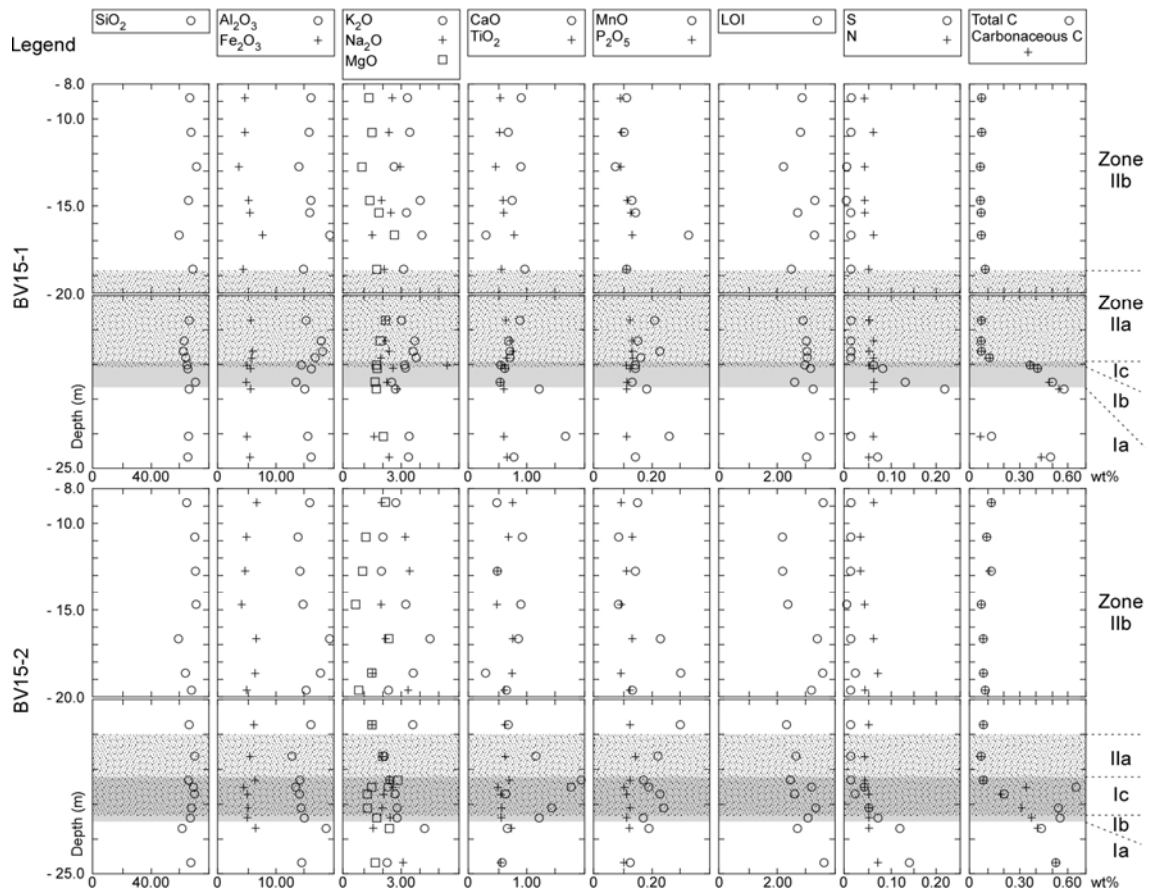 Legend
SiO2 ○
Al2O3 ○
Fe2O3 +
K2O ○
Na2O +
MgO □
CaO ○
TiO2 +
MnO ○
P2O5 +
LOI ○
S ○
N +
Total C ○
Carbonaceous C
+
BV15-1
Depth (m)
- 8.0
- 10.0
- 15.0
- 20.0
- 25.0
Zone
IIb
Zone
IIa
Ic
Ib
Ia
0 40.00 0 10.00 0 3.00 0 1.00 0 0.20 0 2.00 0 0.10 0.20 0 0.30 0.60 wt%
BV15-2
Depth (m)
- 8.0
- 10.0
- 15.0
- 20.0
- 25.0
Zone
IIb
IIa
Ic
Ib
Ia
0 40.00 0 10.00 0 3.00 0 1.00 0 0.20 0 2.00 0 0.10 0.20 0 0.30 0.60 wt%